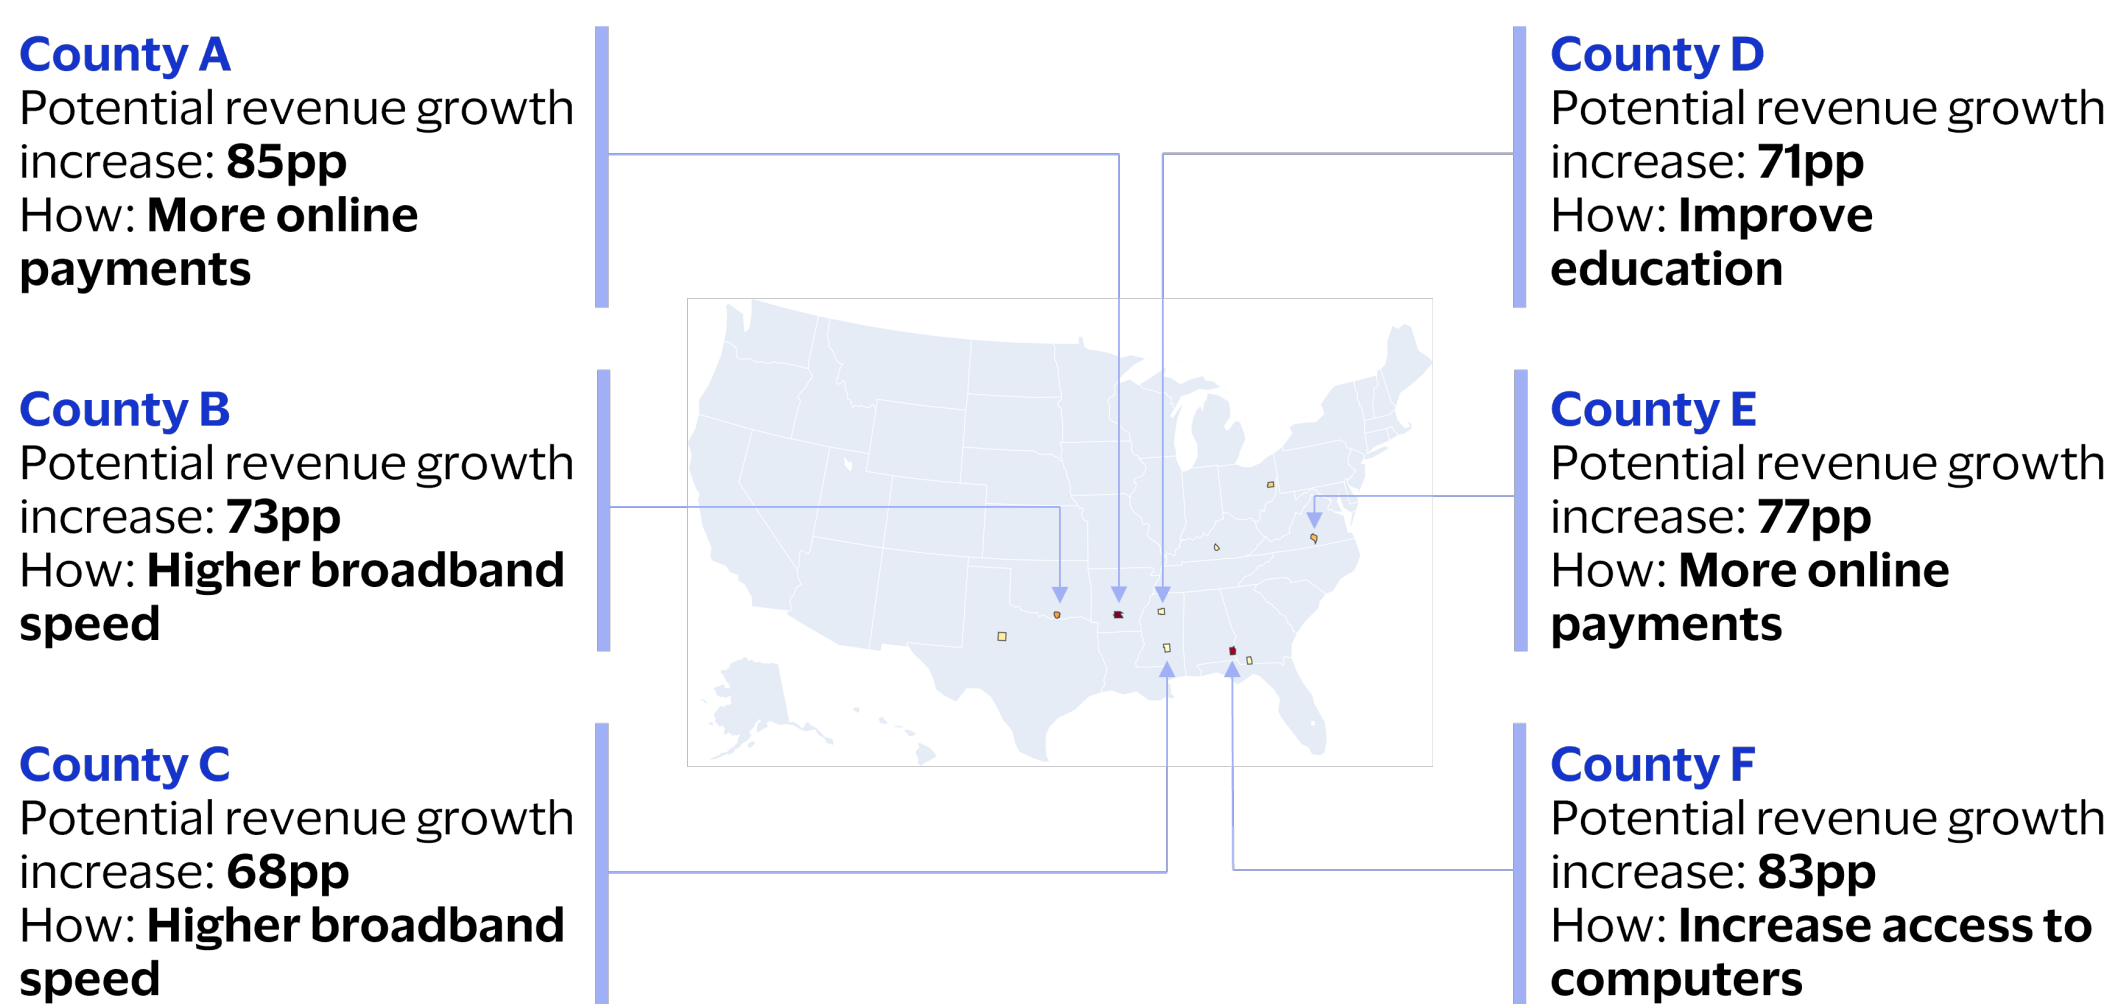 County A
Potential revenue growth
increase: 85pp
How: More online
payments
County B
Potential revenue growth
increase: 73pp
How: Higher broadband
speed
County C
Potential revenue growth
increase: 68pp
How: Higher broadband
speed
County D
Potential revenue growth
increase: 71pp
How: Improve
education
County E
Potential revenue growth
increase: 77pp
How: More online
payments
County F
Potential revenue growth
increase: 83pp
How: Increase access to
computers